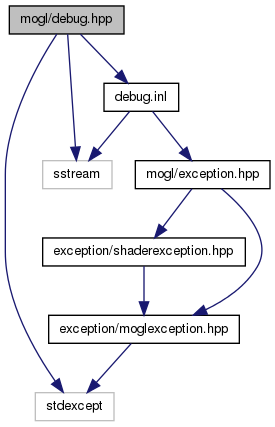 mogl/debug.hpp
debug.inl
sstream
mogl/exception.hpp
exception/shaderexception.hpp
exception/moglexception.hpp
stdexcept